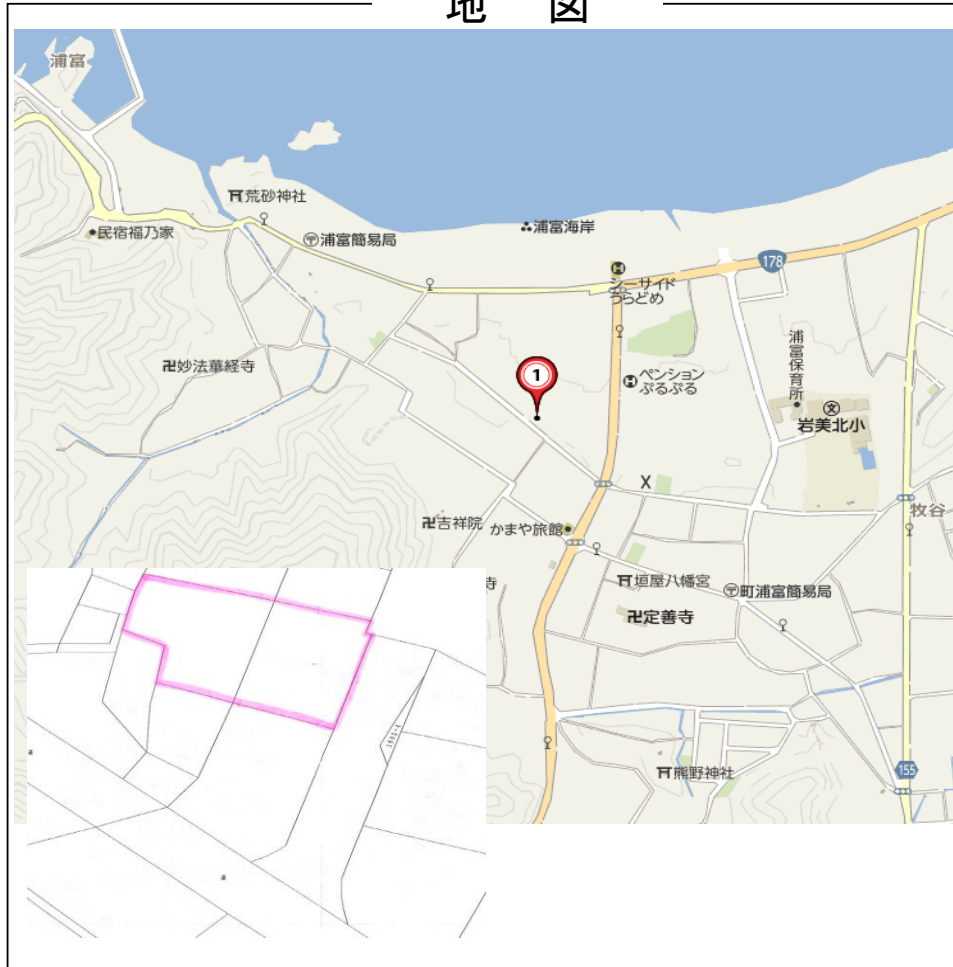 地 図
浦富
荒砂神社
民宿福乃家
浦富簡易局
浦富海岸
178
シーサイド
うらどめ
妙法華経寺
1
ペンション
ぷるぷる
浦富保育所
文
岩美北小
X
牧谷
吉祥院
かまや旅館
寺
垣屋八幡宮
町浦富簡易局
定善寺
熊野神社
155